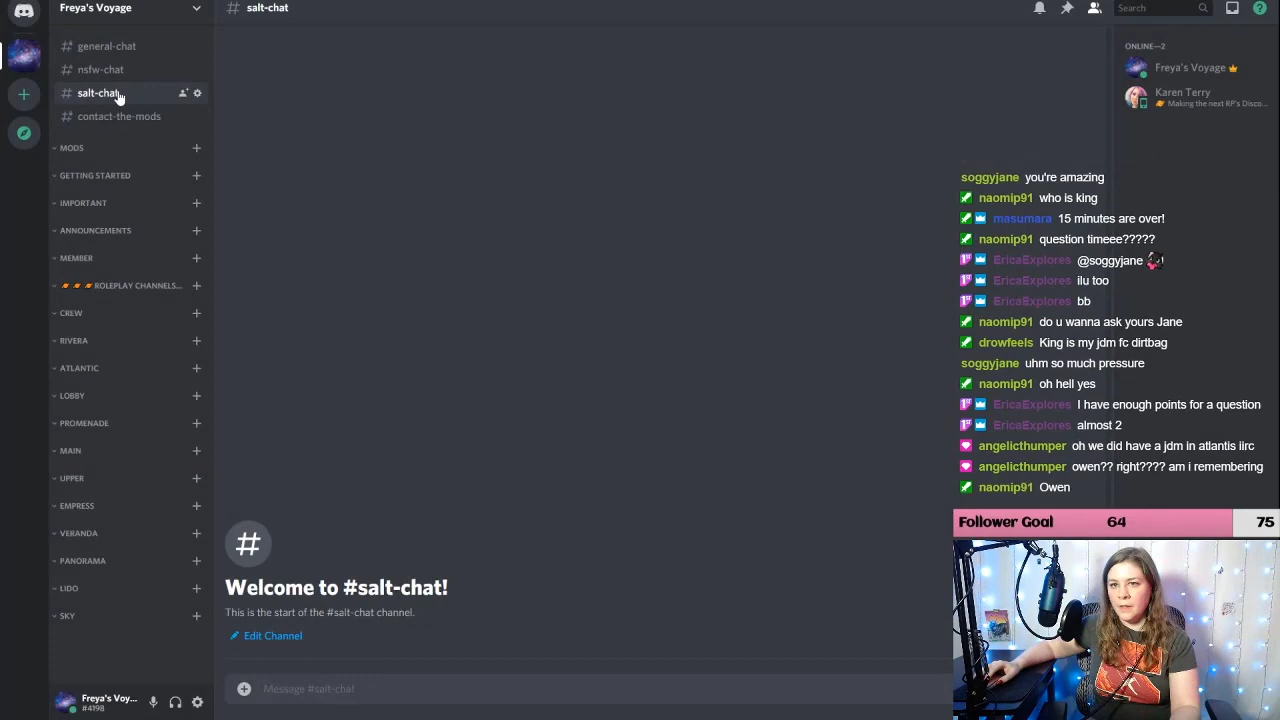 Freya's Voyage
general-chat
nsfw-chat
salt-chat
contact-the-mods
MODS
GETTING STARTED
IMPORTANT
ANNOUNCEMENTS
MEMBER
ROLEPLAY CHANNELS...
CREW
RIVERA
ATLANTIC
LOBBY
PROMENADE
MAIN
UPPER
EMPRESS
VERANDA
PANORAMA
LIDO
SKY
Freya's Voy...
#4198
# salt-chat
Search
#
Welcome to #salt-chat!
This is the start of the #salt-chat channel.
Edit Channel
Message #salt-chat
ONLINE—2
Freya's Voyage
Karen Terry
Making the next RP's Disco...
soggyjane you're amazing
naomip91 who is king
masumara 15 minutes are over!
naomip91 question timeee?????
1st EricaExplores @soggyjane
1st EricaExplores ilu too
1st EricaExplores bb
naomip91 do u wanna ask yours Jane
drowfeels King is my jdm fc dirtbag
soggyjane uhm so much pressure
naomip91 oh hell yes
1st EricaExplores I have enough points for a question
1st EricaExplores almost 2
angelicthumper oh we did have a jdm in atlantis iirc
angelicthumper owen?? right???? am i remembering
naomip91 Owen
Follower Goal 64 75